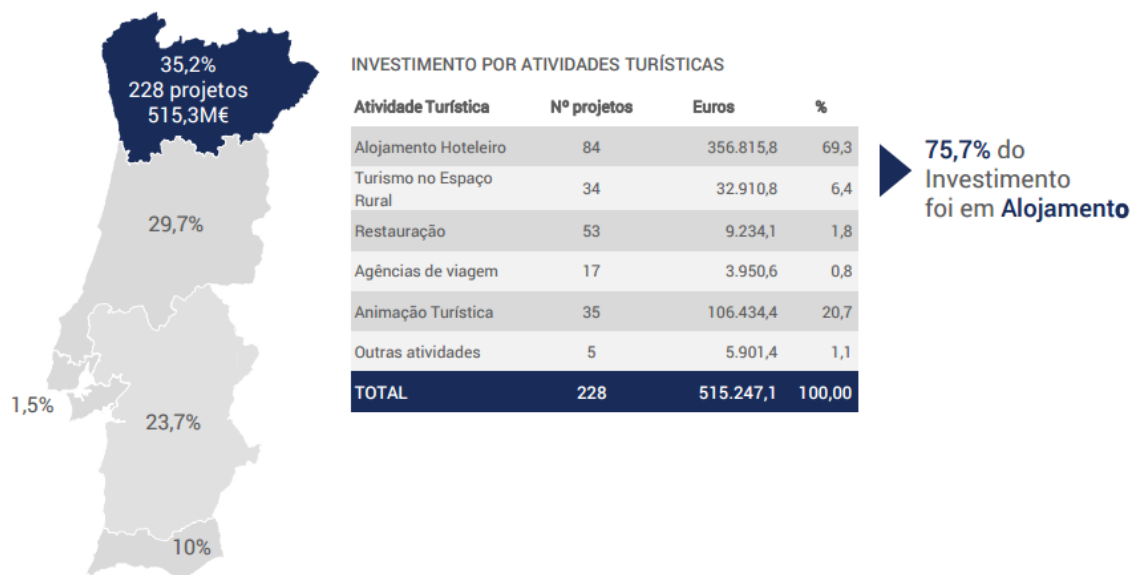 35,2%
228 projetos
515,3M€
29,7%
1,5%
23,7%
10%
INVESTIMENTO POR ATIVIDADES TURÍSTICAS
Atividade Turística Nº projetos Euros %
Alojamento Hoteleiro 84 356.815,8 69,3
Turismo no Espaço
Rural 34 32.910,8 6,4
Restauração 53 9.234,1 1,8
Agências de viagem 17 3.950,6 0,8
Animação Turística 35 106.434,4 20,7
Outras atividades 5 5.901,4 1,1
TOTAL 228 515.247,1 100,00
75,7% do
Investimento
foi em Alojamento